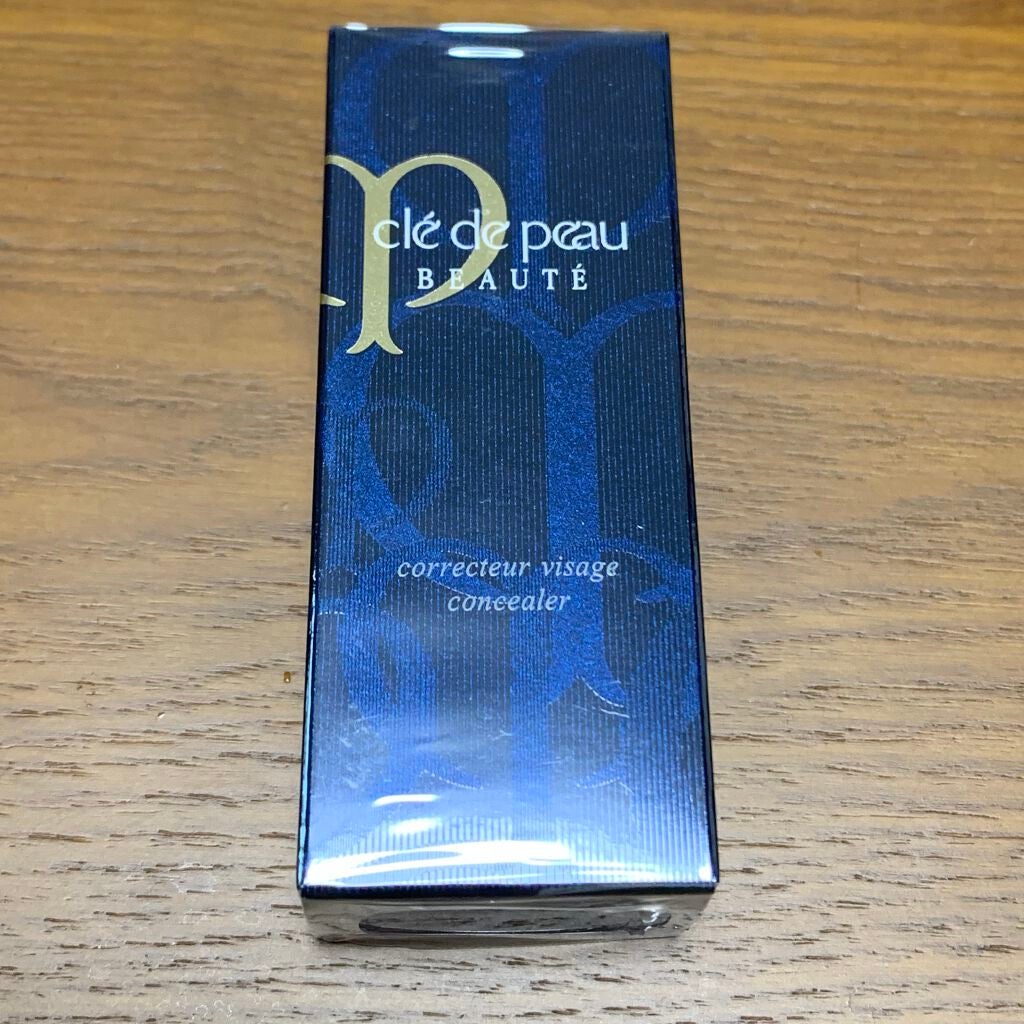 clé de peau
BEAUTÉ
correcteur visage
concealer